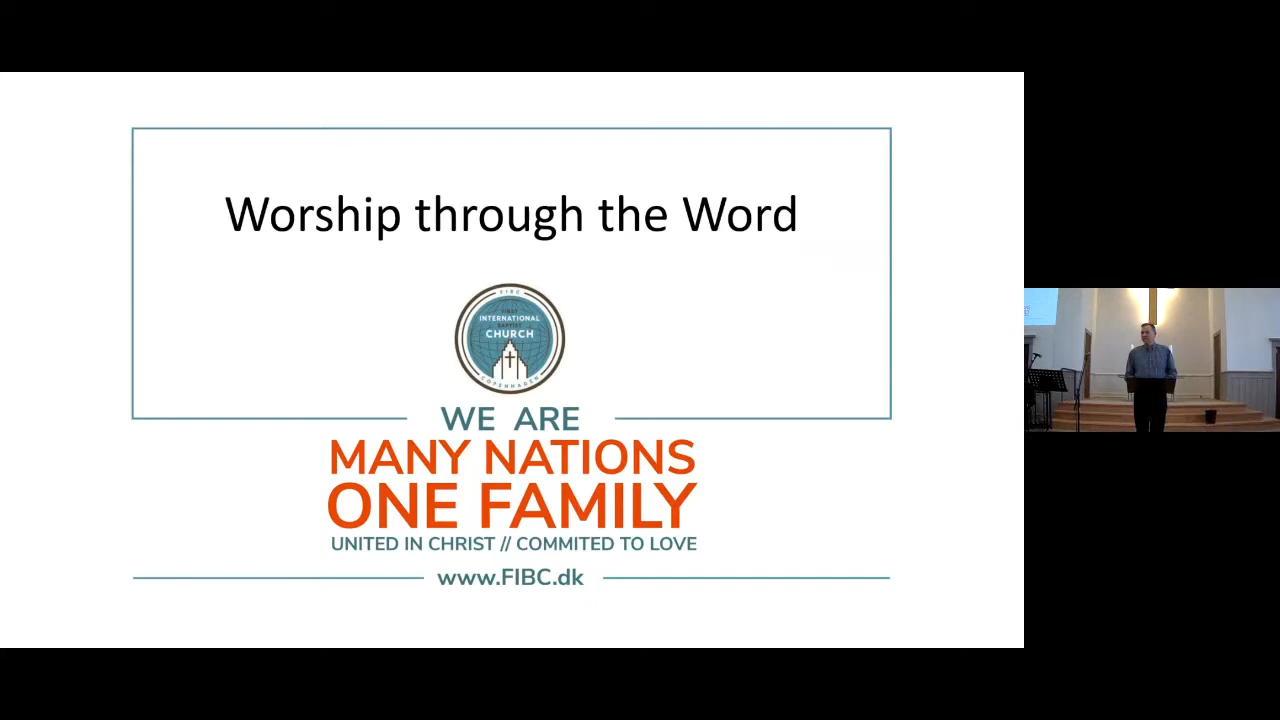 Worship through the Word
FIBC
FIRST
INTERNATIONAL
BAPTIST
CHURCH
COPENHAGEN
WE ARE
MANY NATIONS
ONE FAMILY
UNITED IN CHRIST // COMMITED TO LOVE
www.FIBC.dk